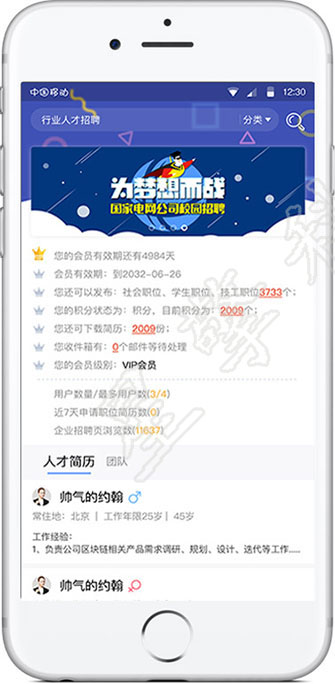 中国移动
12:30
行业人才招聘
分类
为梦想而战
国家电网公司校园招聘
您的会员有效期还有4984天
会员有效期：到2032-06-26
您还可以发布：社会职位、学生职位、技工职位3733个；
您的积分状态为：积分、目前积分为：2009个；
您还可下载简历：2009份；
您收件箱有：0个邮件等待处理
您的会员级别：VIP会员
用户数量/最多用户数(3/4)
近7天申请职位简历数(0)
企业招聘页浏览数(11637)
人才简历 团队
帅气的约翰
常住地：北京 | 工作年限25岁 | 45岁
工作经验：
1、负责公司区块链相关产品需求调研、规划、设计、迭代等工作......
帅气的约翰